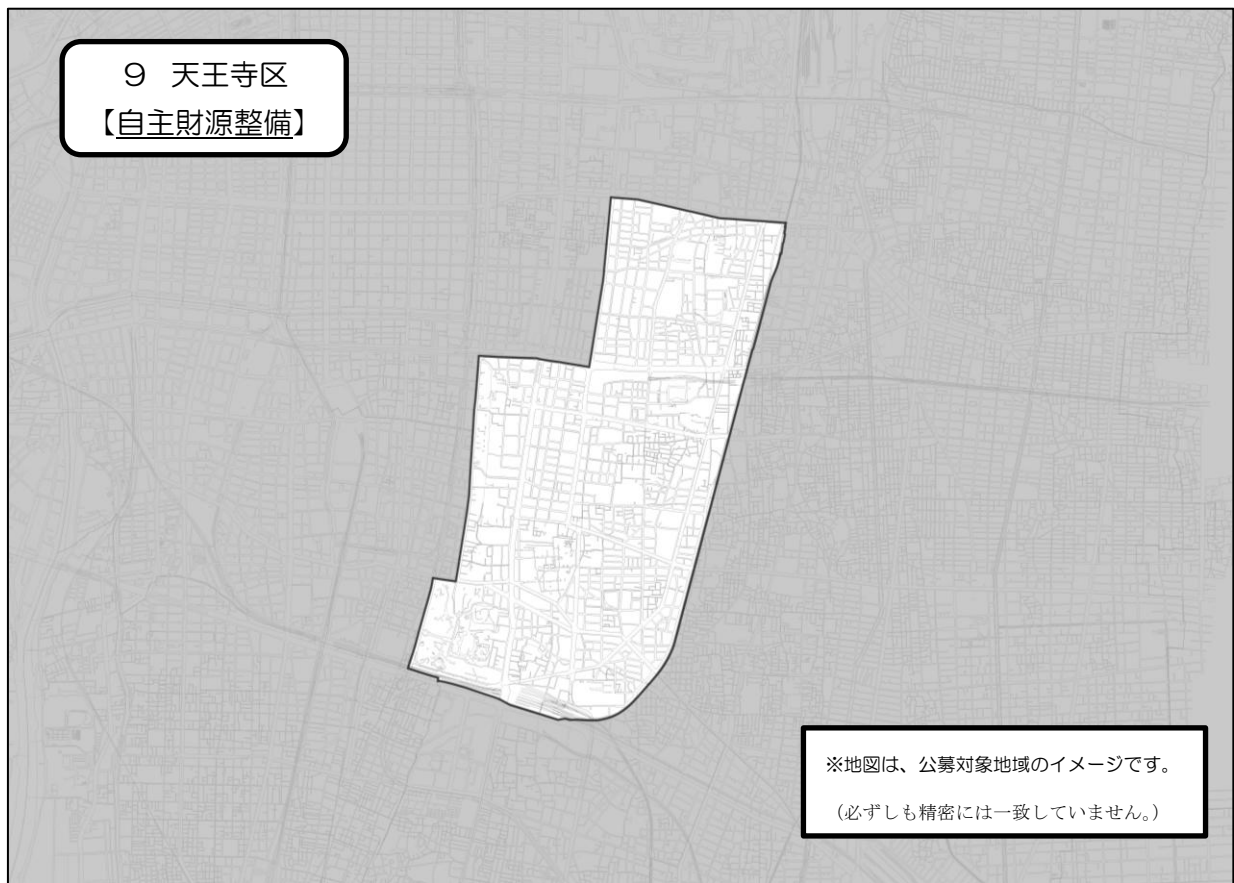 ９　天王寺区
【自主財源整備】
※地図は、公募対象地域のイメージです。
（必ずしも精密には一致していません。）